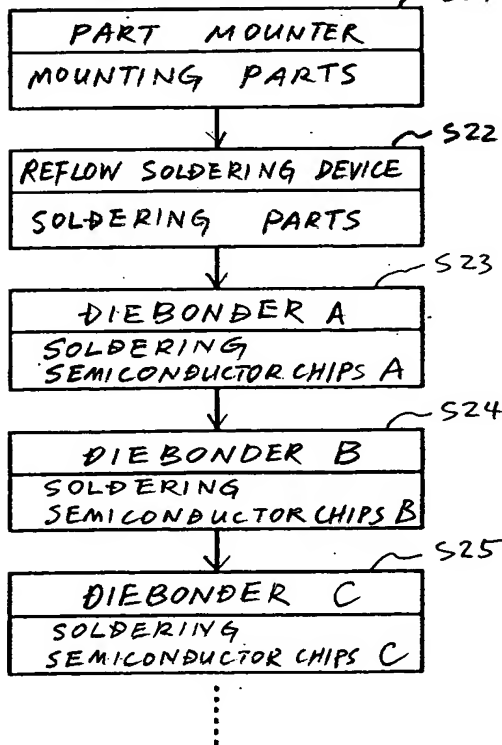 PART MOUNTER
MOUNTING PARTS
S22
REFLOW SOLDERING DEVICE
SOLDERING PARTS
S23
DIEBONDER A
SOLDERING
SEMICONDUCTOR CHIPS A
S24
DIEBONDER B
SOLDERING
SEMICONDUCTOR CHIPS B
S25
DIEBONDER C
SOLDERING
SEMICONDUCTOR CHIPS C